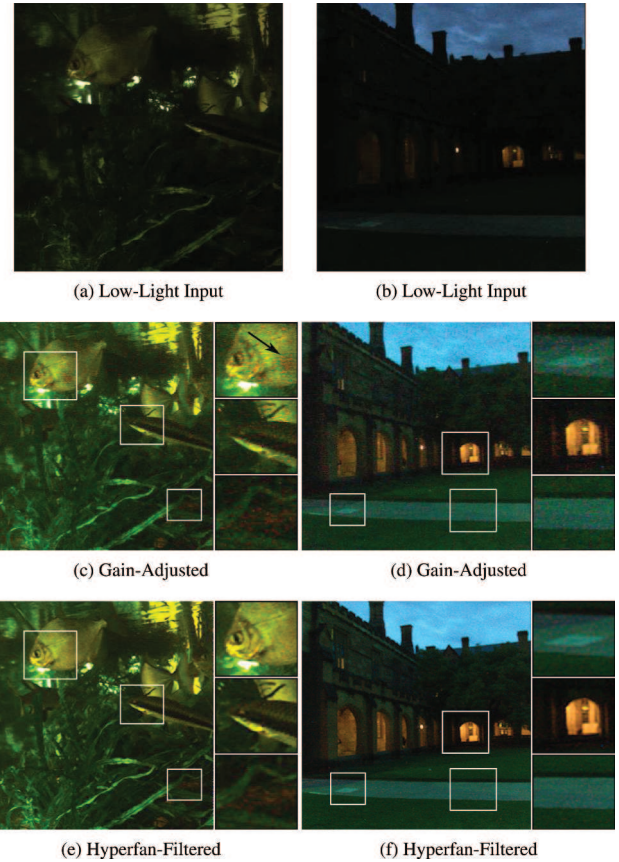 (a) Low-Light Input
(b) Low-Light Input
(c) Gain-Adjusted
(d) Gain-Adjusted
(e) Hyperfan-Filtered
(f) Hyperfan-Filtered